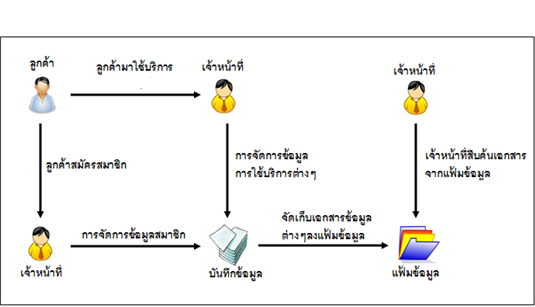 ลูกค้า
ลูกค้ามาใช้บริการ
เจ้าหน้าที่
เจ้าหน้าที่
ลูกค้าสมัครสมาชิก
การจัดการข้อมูล
การใช้บริการต่างๆ
เจ้าหน้าที่สืบค้นเอกสาร
จากแฟ้มข้อมูล
การจัดการข้อมูลสมาชิก
จัดเก็บเอกสารข้อมูล
ต่างๆลงแฟ้มข้อมูล
เจ้าหน้าที่
บันทึกข้อมูล
แฟ้มข้อมูล